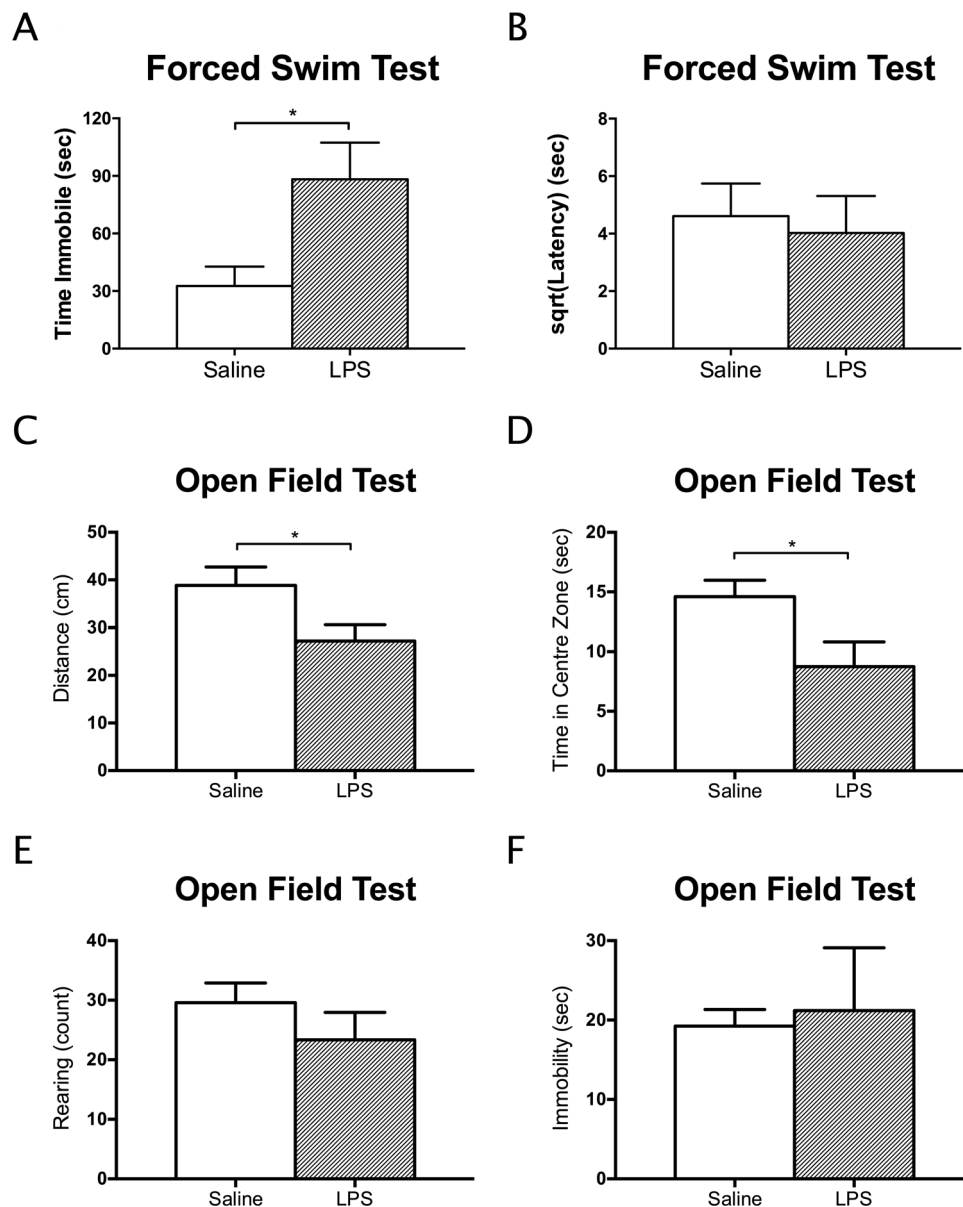 A
Forced Swim Test
Time Immobile (sec)
120
90
60
30
0
*
Saline
LPS
B
Forced Swim Test
sqrt(Latency) (sec)
8
6
4
2
0
Saline
LPS
C
Open Field Test
Distance (cm)
50
40
30
20
10
0
*
Saline
LPS
D
Open Field Test
Time in Centre Zone (sec)
20
15
10
5
0
*
Saline
LPS
E
Open Field Test
Rearing (count)
40
30
20
10
0
Saline
LPS
F
Open Field Test
Immobility (sec)
30
20
10
0
Saline
LPS